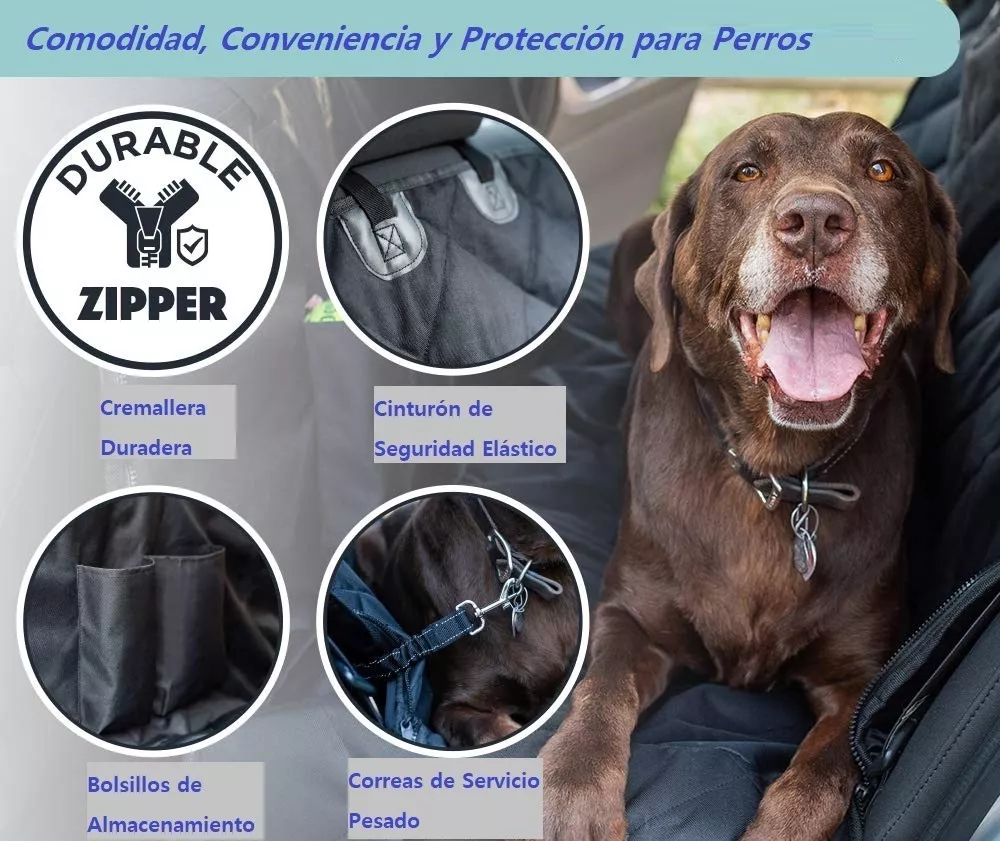 Comodidad, Conveniencia y Protección para Perros
DURABLE
ZIPPER
Cremallera
Duradera
Cinturón de
Seguridad Elástico
Bolsillos de
Almacenamiento
Correas de Servicio
Pesado